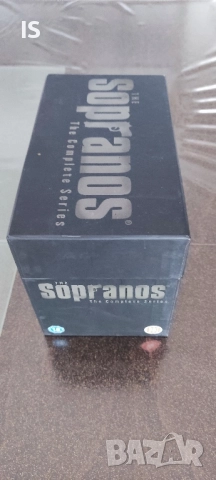 IS
THE
Sopranos®
The Complete Series
THE
Sopranos
The Complete Series
BAZAR
bg